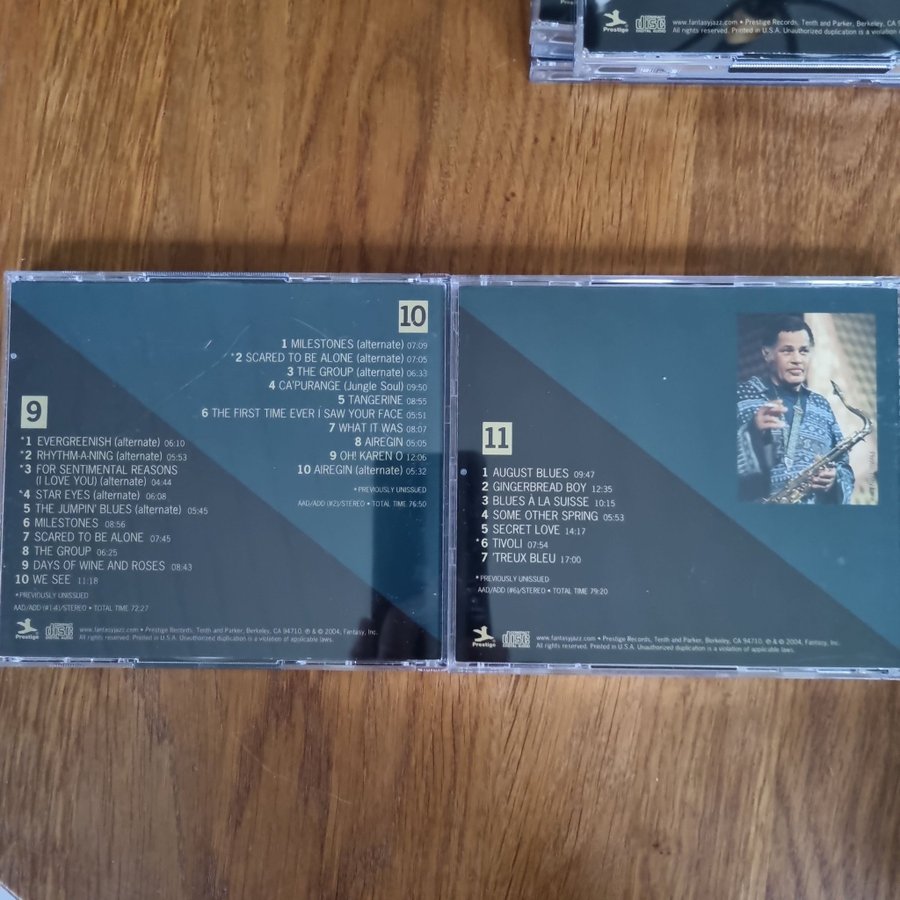 Prestige
disc
DIGITAL AUDIO
www.fantasyjazz.com • Prestige Records, Tenth and Parker, Berkeley, CA
All rights reserved. Printed in U.S.A. Unauthorized duplication is a violation
10
1 MILESTONES (alternate) 07:09
*2 SCARED TO BE ALONE (alternate) 07:05
3 THE GROUP (alternate) 06:33
4 CA'PURANGE (Jungle Soul) 09:50
5 TANGERINE 08:55
6 THE FIRST TIME EVER I SAW YOUR FACE 05:51
7 WHAT IT WAS 08:07
8 AIREGIN 05:05
9 OH! KAREN O 12:06
10 AIREGIN (alternate) 05:32
*PREVIOUSLY UNISSUED
AAD/ADD (#2)/STEREO • TOTAL TIME 76:50
9
*1 EVERGREENISH (alternate) 06:10
*2 RHYTHM-A-NING (alternate) 05:53
*3 FOR SENTIMENTAL REASONS
(I LOVE YOU) (alternate) 04:44
*4 STAR EYES (alternate) 06:08
5 THE JUMPIN' BLUES (alternate) 05:45
6 MILESTONES 08:56
7 SCARED TO BE ALONE 07:45
8 THE GROUP 06:25
9 DAYS OF WINE AND ROSES 08:43
10 WE SEE 11:18
*PREVIOUSLY UNISSUED
AAD/ADD (#1-4)/STEREO • TOTAL TIME 72:27
Prestige
disc
DIGITAL AUDIO
www.fantasyjazz.com • Prestige Records, Tenth and Parker, Berkeley, CA 94710. ℗ & © 2004, Fantasy, Inc.
All rights reserved. Printed in U.S.A. Unauthorized duplication is a violation of applicable laws.
11
1 AUGUST BLUES 09:47
2 GINGERBREAD BOY 12:35
3 BLUES À LA SUISSE 10:15
4 SOME OTHER SPRING 05:53
5 SECRET LOVE 14:17
*6 TIVOLI 07:54
7 'TREUX BLEU 17:00
*PREVIOUSLY UNISSUED
AAD/ADD (#6)/STEREO • TOTAL TIME 79:20
Prestige
disc
DIGITAL AUDIO
www.fantasyjazz.com • Prestige Records, Tenth and Parker, Berkeley, CA 94710. ℗ & © 2004, Fantasy, Inc.
All rights reserved. Printed in U.S.A. Unauthorized duplication is a violation of applicable laws.